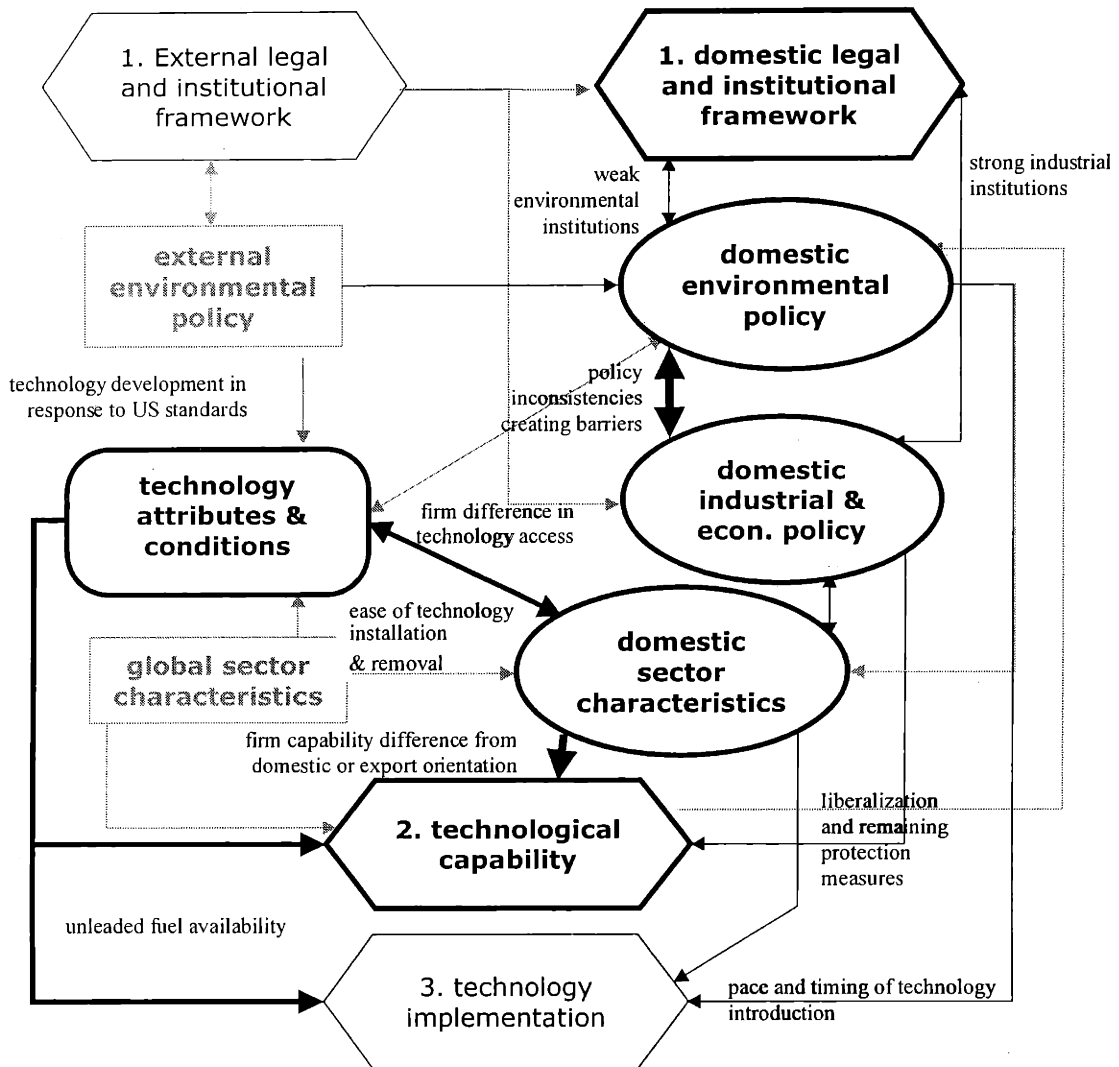 1. External legal
and institutional
framework
1. domestic legal
and institutional
framework
strong industrial
institutions
weak
environmental
institutions
external
environmental
policy
domestic
environmental
policy
technology development in
response to US standards
policy
inconsistencies
creating barriers
technology
attributes &
conditions
firm difference in
technology access
domestic
industrial &
econ. policy
ease of technology
installation
& removal
global sector
characteristics
domestic
sector
characteristics
firm capability difference from
domestic or export orientation
2. technological
capability
liberalization
and remaining
protection
measures
unleaded fuel availability
3. technology
implementation
pace and timing of technology
introduction